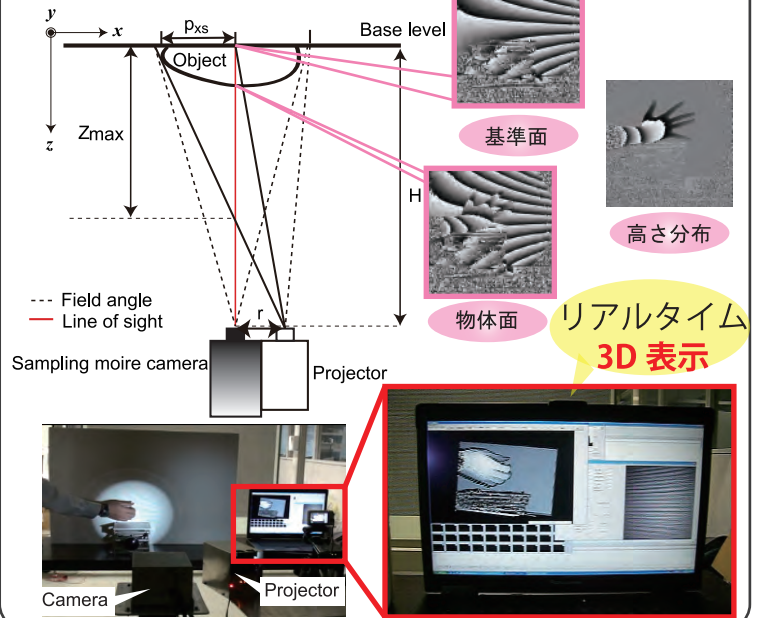 y
x
z
pxs
Base level
Object
Zmax
H
r
基準面
物体面
高さ分布
Field angle
Line of sight
Sampling moire camera
Projector
リアルタイム
3D 表示
Camera
Projector